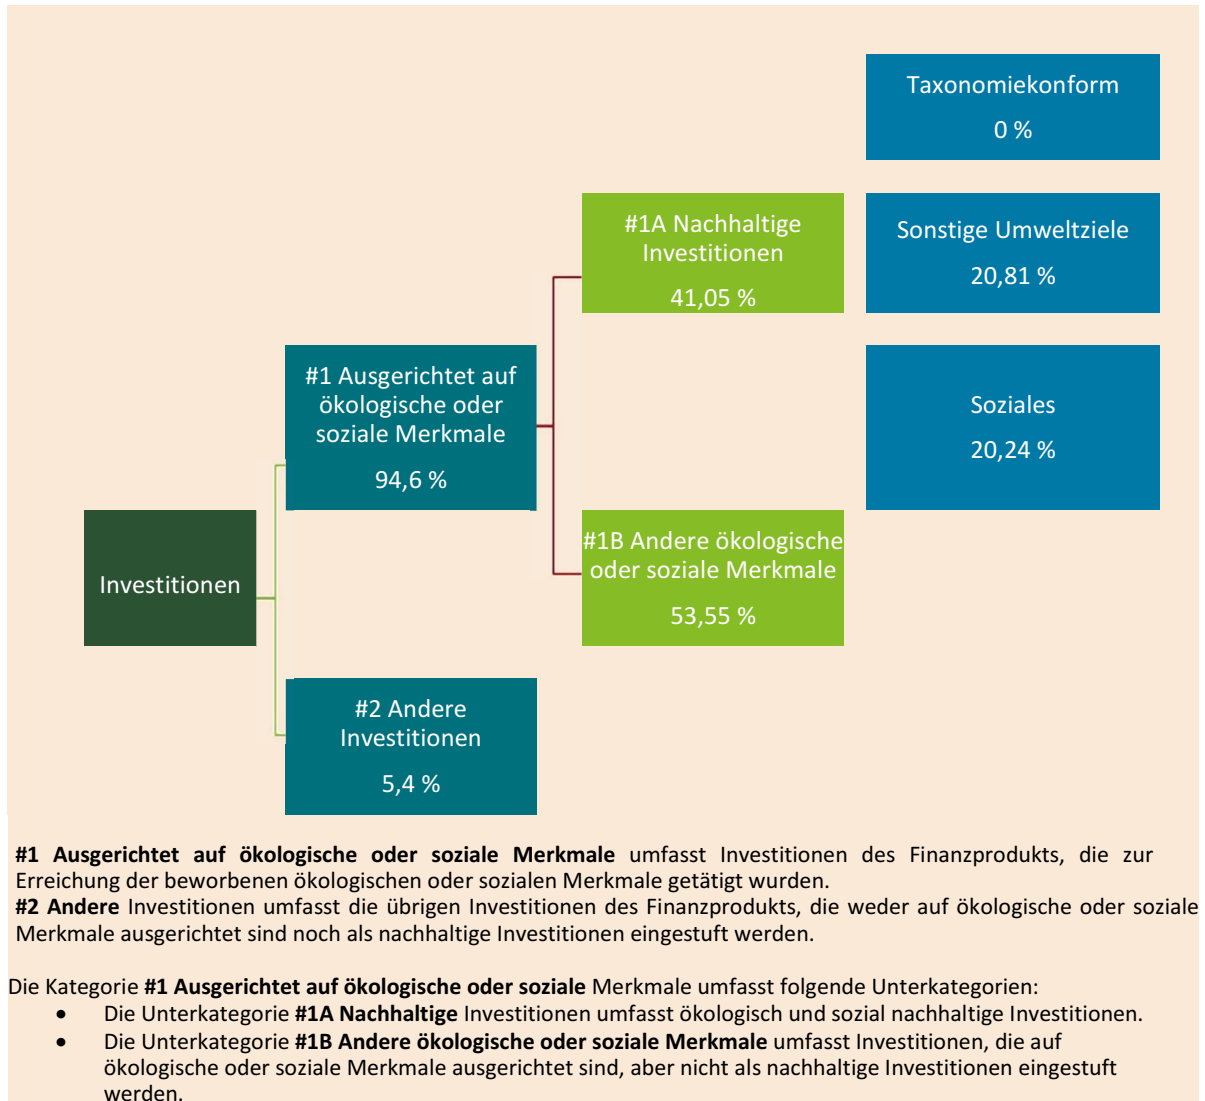 Taxonomiekonform
0 %
#1A Nachhaltige
Investitionen
41,05 %
Sonstige Umweltziele
20,81 %
#1 Ausgerichtet auf
ökologische oder
soziale Merkmale
94,6 %
Soziales
20,24 %
Investitionen
#1B Andere ökologische
oder soziale Merkmale
53,55 %
#2 Andere
Investitionen
5,4 %
#1 Ausgerichtet auf ökologische oder soziale Merkmale umfasst Investitionen des Finanzprodukts, die zur
Erreichung der beworbenen ökologischen oder sozialen Merkmale getätigt wurden.
#2 Andere Investitionen umfasst die übrigen Investitionen des Finanzprodukts, die weder auf ökologische oder soziale
Merkmale ausgerichtet sind noch als nachhaltige Investitionen eingestuft werden.
Die Kategorie #1 Ausgerichtet auf ökologische oder soziale Merkmale umfasst folgende Unterkategorien:
• Die Unterkategorie #1A Nachhaltige Investitionen umfasst ökologisch und sozial nachhaltige Investitionen.
• Die Unterkategorie #1B Andere ökologische oder soziale Merkmale umfasst Investitionen, die auf
ökologische oder soziale Merkmale ausgerichtet sind, aber nicht als nachhaltige Investitionen eingestuft
werden.